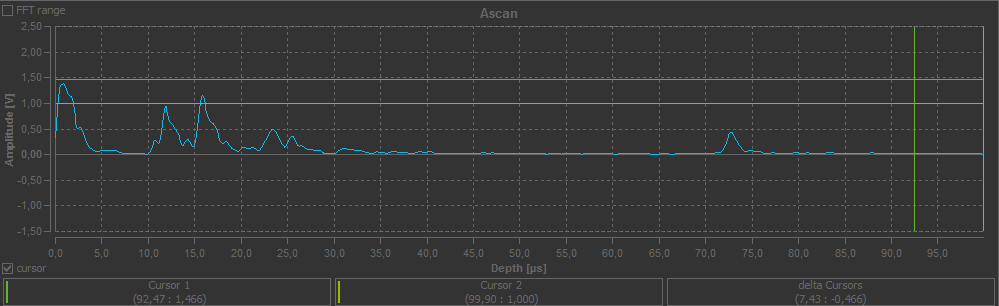 FFT range
Ascan
2,50
2,00
1,50
1,00
0,50
0,00
-0,50
-1,00
-1,50
Amplitude [V]
0,0 5,0 10,0 15,0 20,0 25,0 30,0 35,0 40,0 45,0 50,0 55,0 60,0 65,0 70,0 75,0 80,0 85,0 90,0 95,0
cursor
Depth [µs]
Cursor 1 Cursor 2 delta Cursors
(92,47 : 1,466) (99,90 : 1,000) (7,43 : -0,466)